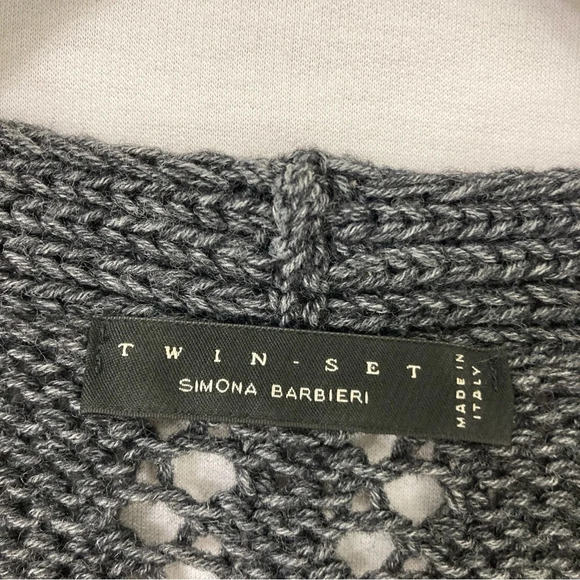 TWIN-SET
SIMONA BARBIERI
MADE IN
ITALY